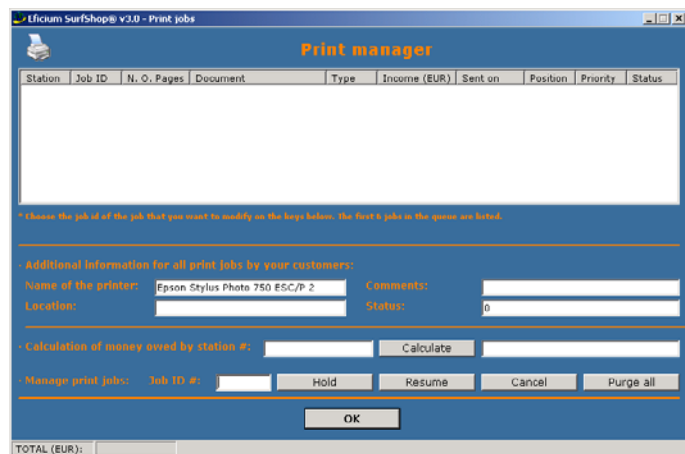 Eficium SurfShop® v3.0 - Print jobs
Print manager
Station Job ID N. O. Pages Document Type Income (EUR) Sent on Position Priority Status
* Choose the job id of the job that you want to modify on the keys below. The first 6 jobs in the queue are listed.
- Additional information for all print jobs by your customers:
Name of the printer: Epson Stylus Photo 750 ESC/P 2 Comments:
Location: Status: 0
- Calculation of money owed by station #: Calculate
- Manage print jobs: Job ID #: Hold Resume Cancel Purge all
OK
TOTAL (EUR):